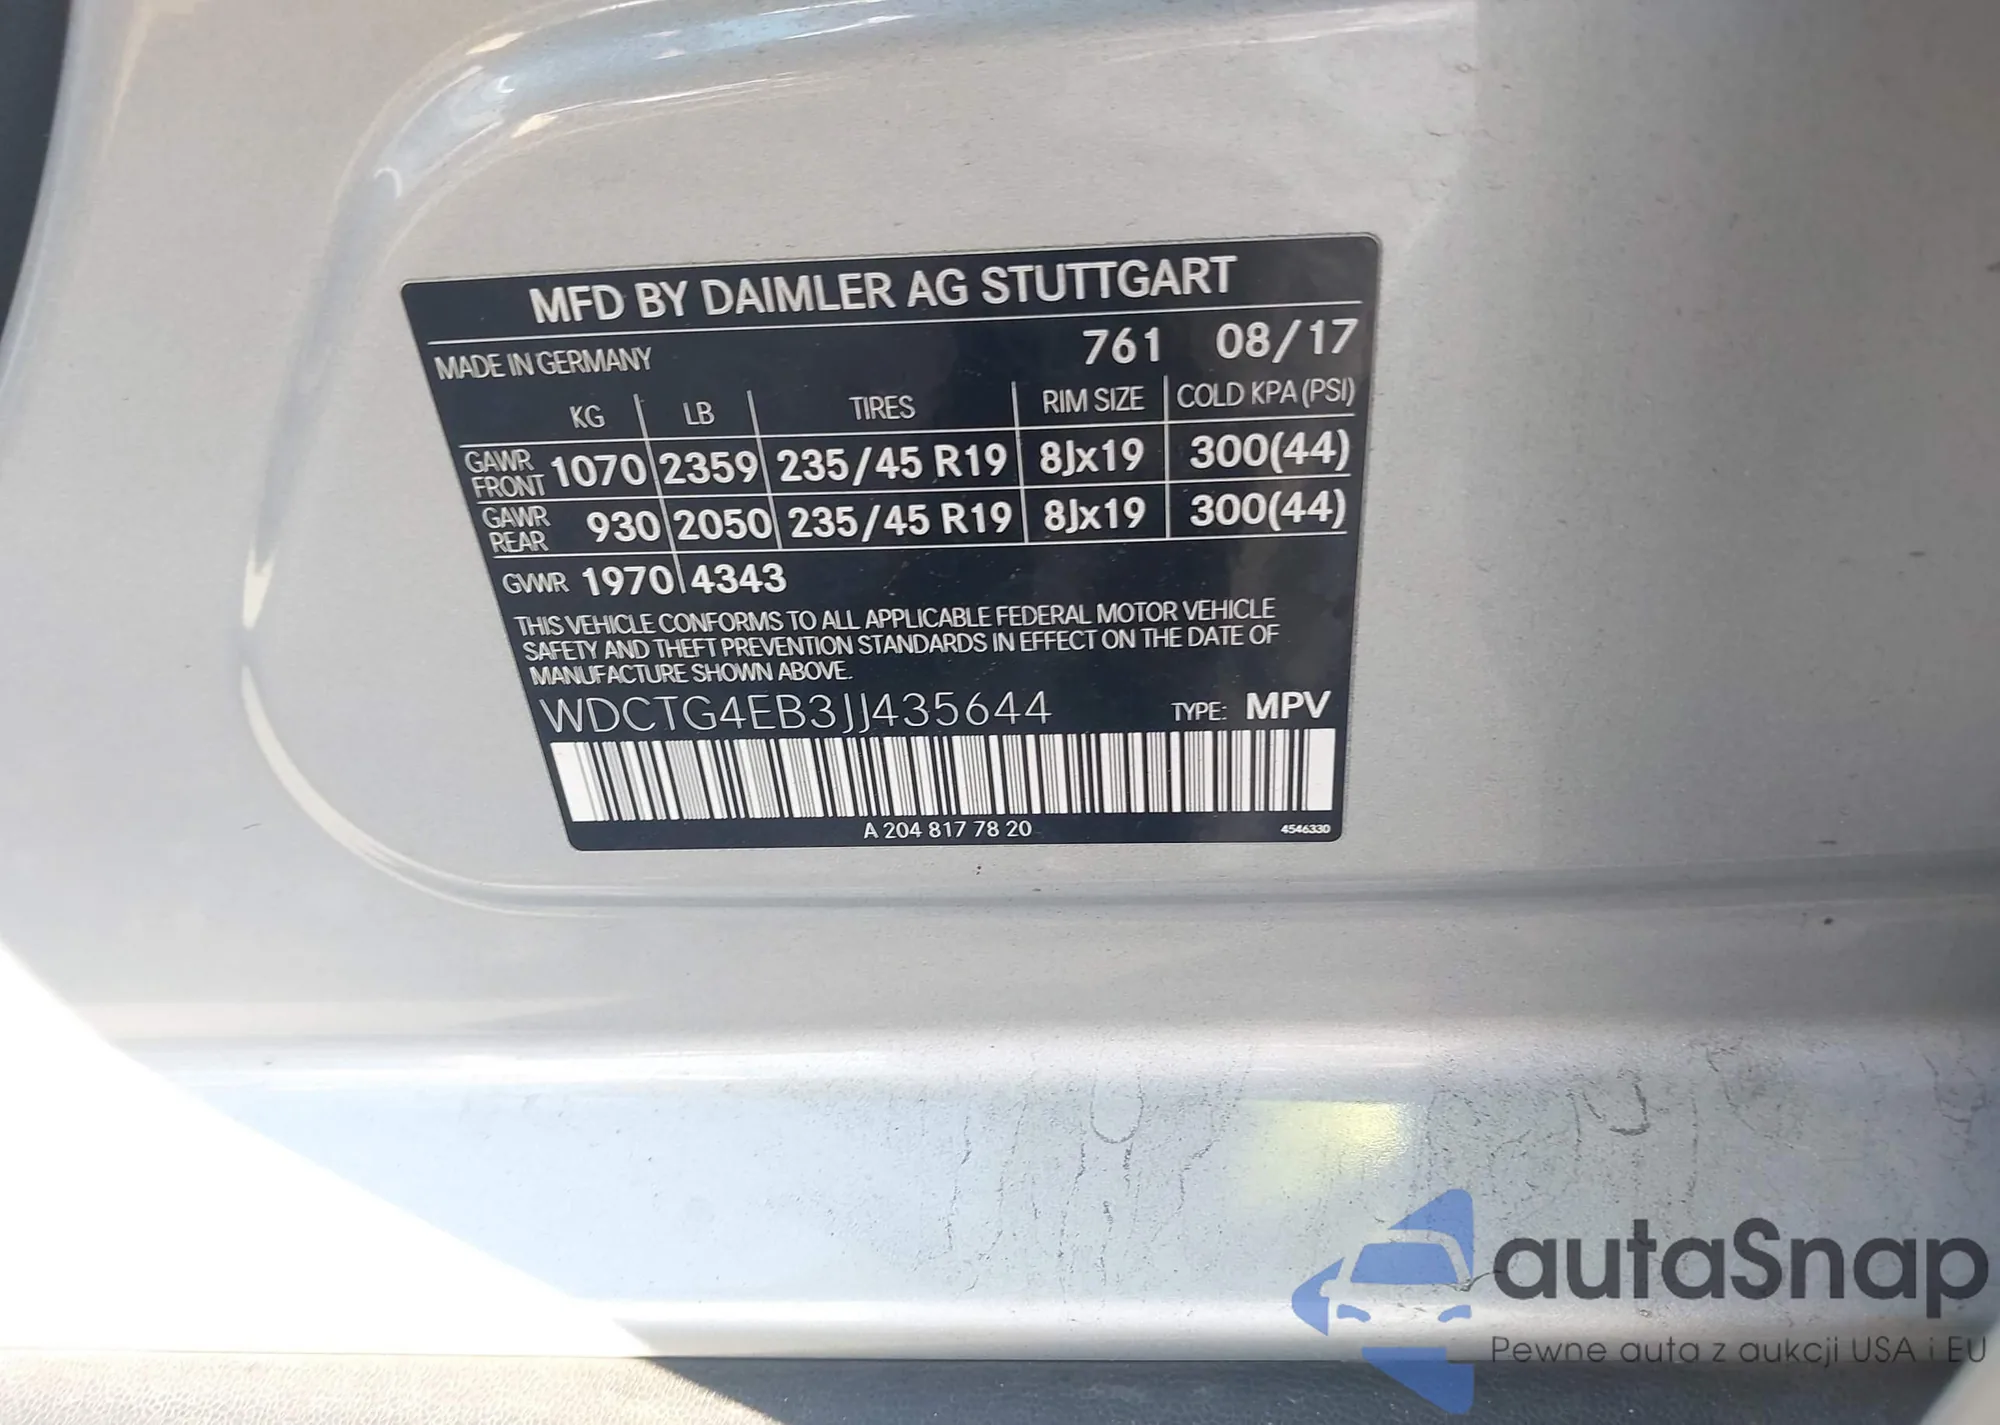 MFD BY DAIMLER AG STUTTGART
MADE IN GERMANY 761 08/17
KG LB TIRES RIM SIZE COLD KPA (PSI)
GAWR FRONT 1070 2359 235/45 R19 8Jx19 300(44)
GAWR REAR 930 2050 235/45 R19 8Jx19 300(44)
GVWR 1970 4343
THIS VEHICLE CONFORMS TO ALL APPLICABLE FEDERAL MOTOR VEHICLE
SAFETY AND THEFT PREVENTION STANDARDS IN EFFECT ON THE DATE OF
MANUFACTURE SHOWN ABOVE.
WDCTG4EB3JJ435644 TYPE: MPV
A 204 817 78 20 4546330
autaSnap
Pewne auta z aukcji USA i EU